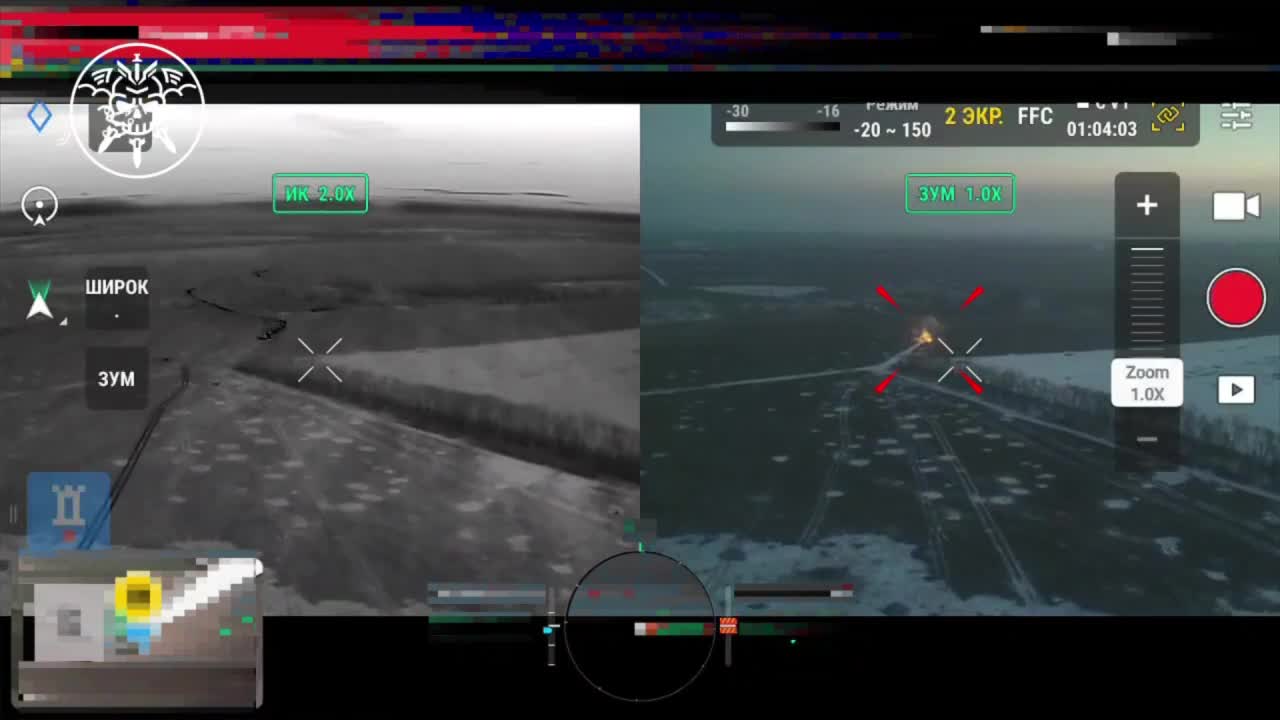 -30
-16
Режим
-20 ~ 150
2 ЭКР.
FFC
01:04:03
ИК 2.0X
ЗУМ 1.0X
ШИРОК
ЗУМ
Zoom
1.0X